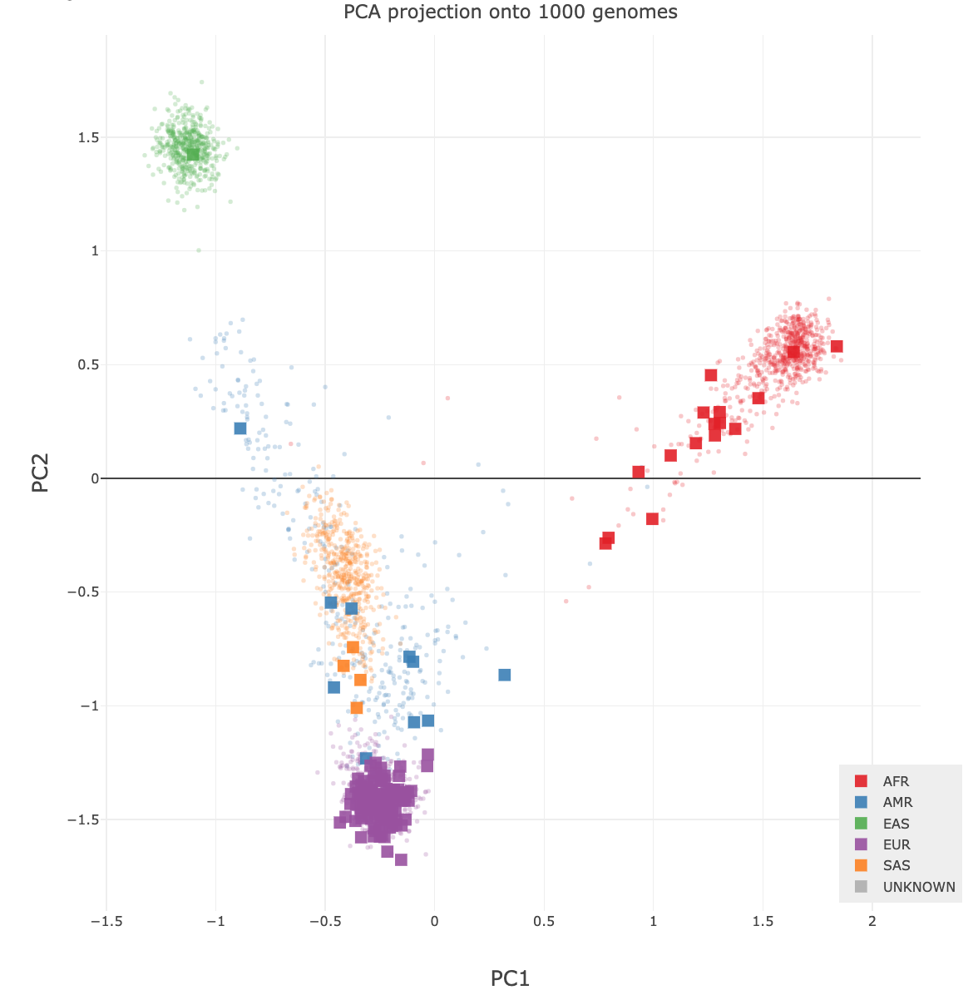 PCA projection onto 1000 genomes
1.5
1
0.5
0
−0.5
−1
−1.5
PC2
AFR
AMR
EAS
EUR
SAS
UNKNOWN
−1.5 −1 −0.5 0 0.5 1 1.5 2
PC1